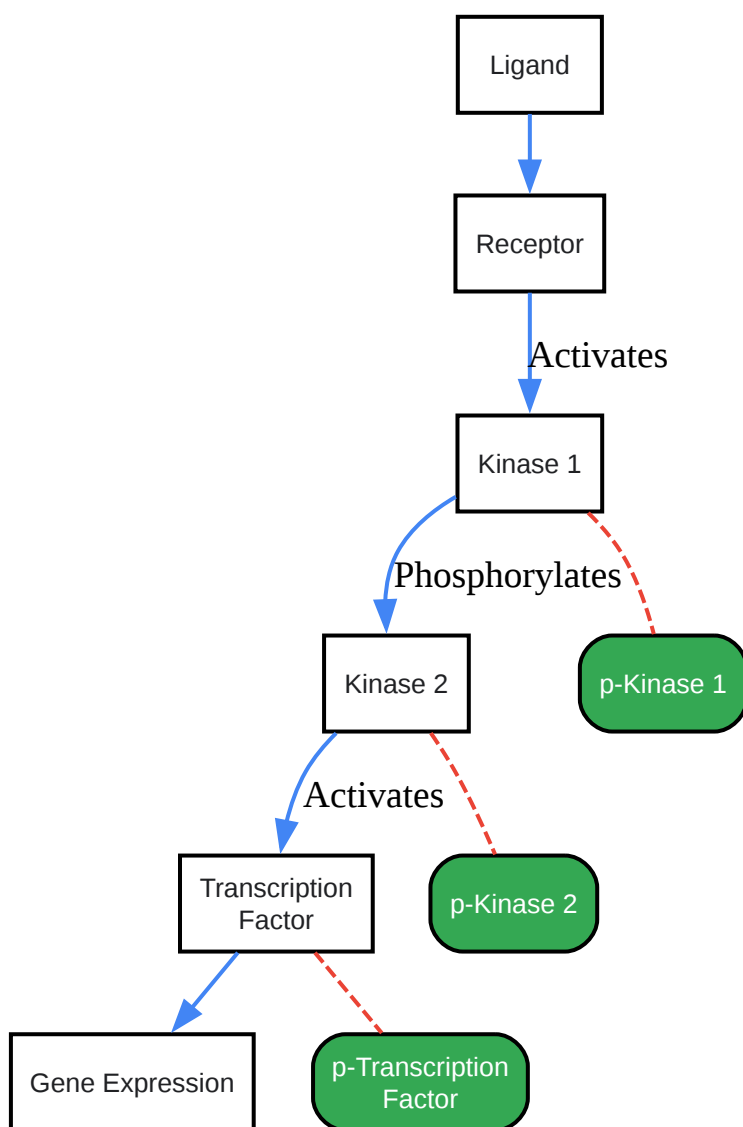 Ligand
Receptor
Activates
Kinase 1
Phosphorylates
Kinase 2
p-Kinase 1
Activates
Transcription
Factor
p-Kinase 2
Gene Expression
p-Transcription
Factor